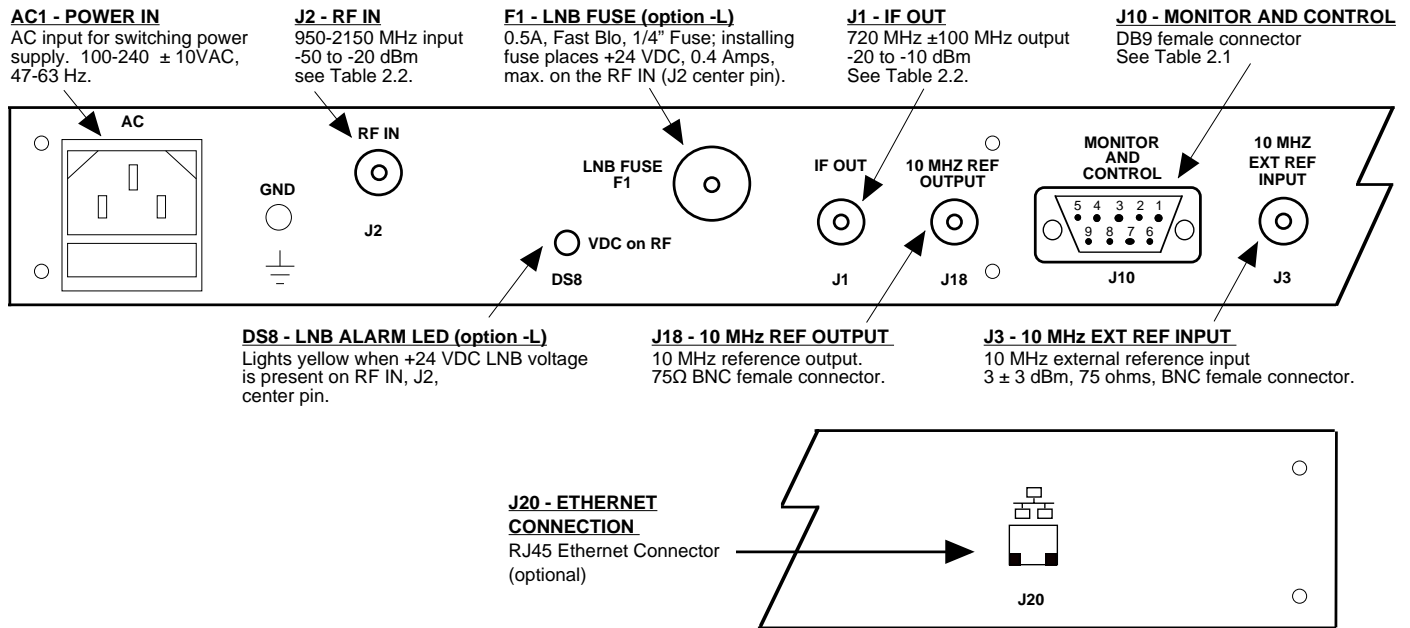 AC1 - POWER IN
AC input for switching power
supply. 100-240 ± 10VAC,
47-63 Hz.
J2 - RF IN
950-2150 MHz input
-50 to -20 dBm
see Table 2.2.
F1 - LNB FUSE (option -L)
0.5A, Fast Blo, 1/4” Fuse; installing
fuse places +24 VDC, 0.4 Amps,
max. on the RF IN (J2 center pin).
J1 - IF OUT
720 MHz ±100 MHz output
-20 to -10 dBm
See Table 2.2.
J10 - MONITOR AND CONTROL
DB9 female connector
See Table 2.1
AC
GND
RF IN
J2
LNB FUSE
F1
VDC on RF
DS8
IF OUT
J1
10 MHZ REF
OUTPUT
J18
MONITOR
AND
CONTROL
5 4 3 2 1
9 8 7 6
J10
10 MHZ
EXT REF
INPUT
J3
DS8 - LNB ALARM LED (option -L)
Lights yellow when +24 VDC LNB voltage
is present on RF IN, J2,
center pin.
J18 - 10 MHz REF OUTPUT
10 MHz reference output.
75Ω BNC female connector.
J3 - 10 MHz EXT REF INPUT
10 MHz external reference input
3 ± 3 dBm, 75 ohms, BNC female connector.
J20 - ETHERNET
CONNECTION
RJ45 Ethernet Connector
(optional)
J20